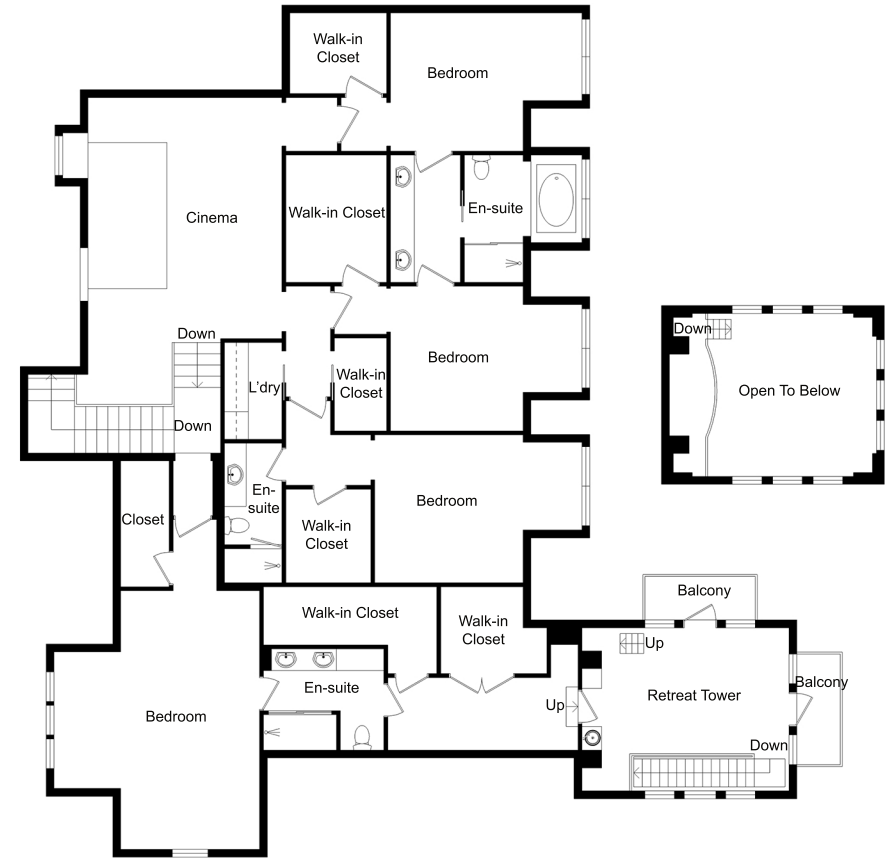 Walk-in
Closet
Bedroom
Cinema
Walk-in Closet
En-suite
Down
Down
Bedroom
L'dry
Walk-in
Closet
Down
Open To Below
En-
suite
Bedroom
Closet
Walk-in
Closet
Walk-in Closet
Walk-in
Closet
Balcony
Up
Balcony
En-suite
Retreat Tower
Up
Bedroom
Down